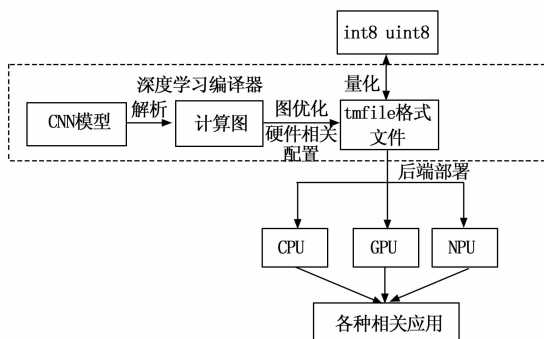 int8 uint8
深度学习编译器
量化
CNN模型
解析
计算图
图优化
硬件相关
配置
tmfile格式
文件
后端部署
CPU
GPU
NPU
各种相关应用